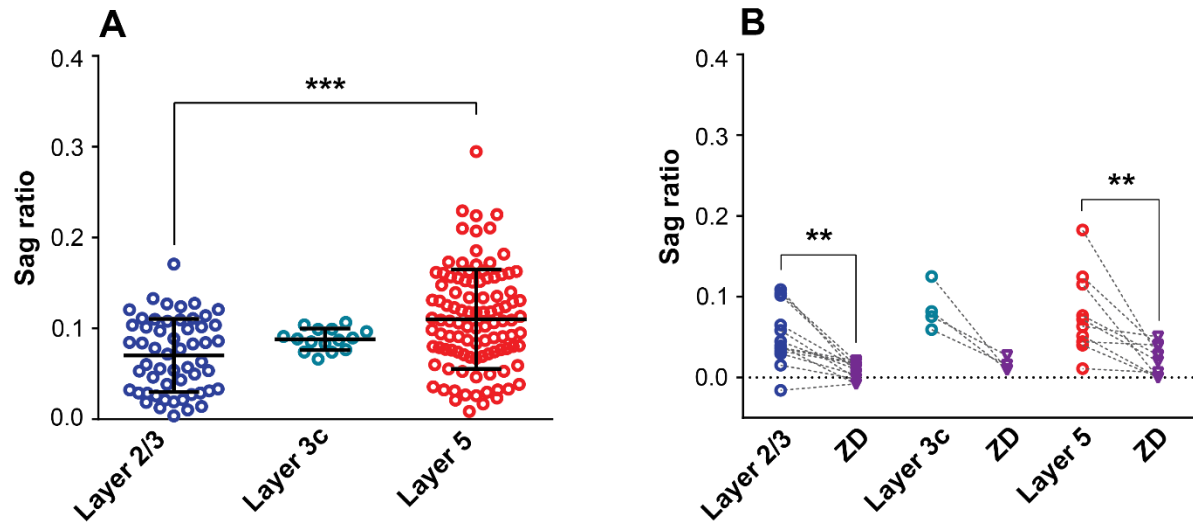 A
Sag ratio
0.4
0.3
0.2
0.1
0.0
***
Layer 2/3
Layer 3c
Layer 5
B
Sag ratio
0.4
0.3
0.2
0.1
0.0
**
**
Layer 2/3
ZD
Layer 3c
ZD
Layer 5
ZD